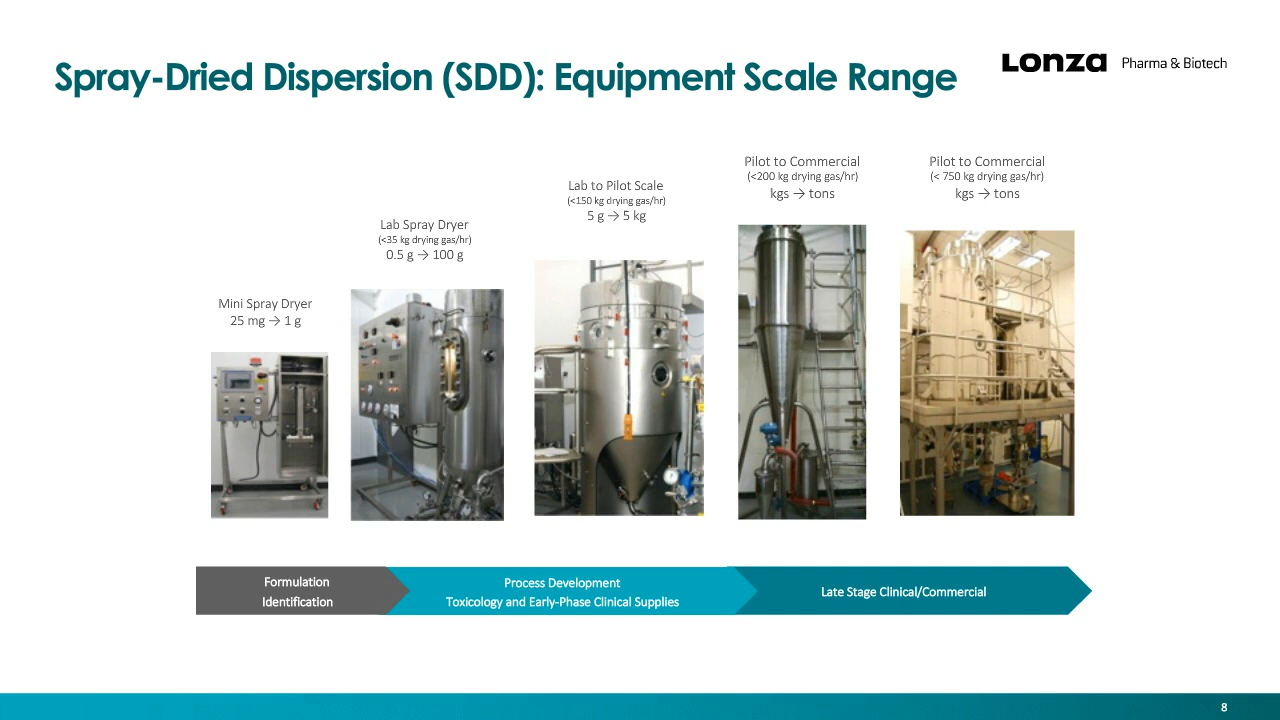 Spray-Dried Dispersion (SDD): Equipment Scale Range
Lonza Pharma & Biotech
Mini Spray Dryer
25 mg → 1 g
Lab Spray Dryer
(<35 kg drying gas/hr)
0.5 g → 100 g
Lab to Pilot Scale
(<150 kg drying gas/hr)
5 g → 5 kg
Pilot to Commercial
(<200 kg drying gas/hr)
kgs → tons
Pilot to Commercial
(< 750 kg drying gas/hr)
kgs → tons
Formulation
Identification
Process Development
Toxicology and Early-Phase Clinical Supplies
Late Stage Clinical/Commercial
8